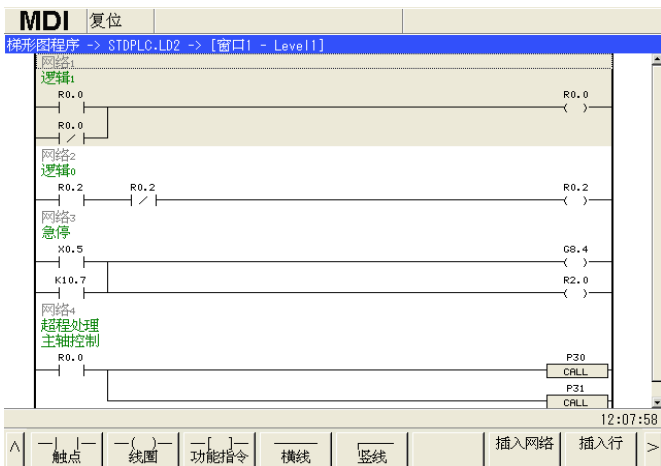 MDI 复位
梯形图程序 -> STDPLC.LD2 -> [窗口1 - Level1]
网络1
逻辑1
R0.0 R0.0
R0.0
网络2
逻辑0
R0.2 R0.2 R0.2
网络3
急停
X0.5 G8.4
K10.7 R2.0
网络4
超程处理
主轴控制
R0.0 P30
CALL
P31
CALL
12:07:58
触点 线圈 功能指令 横线 竖线 插入网络 插入行 >